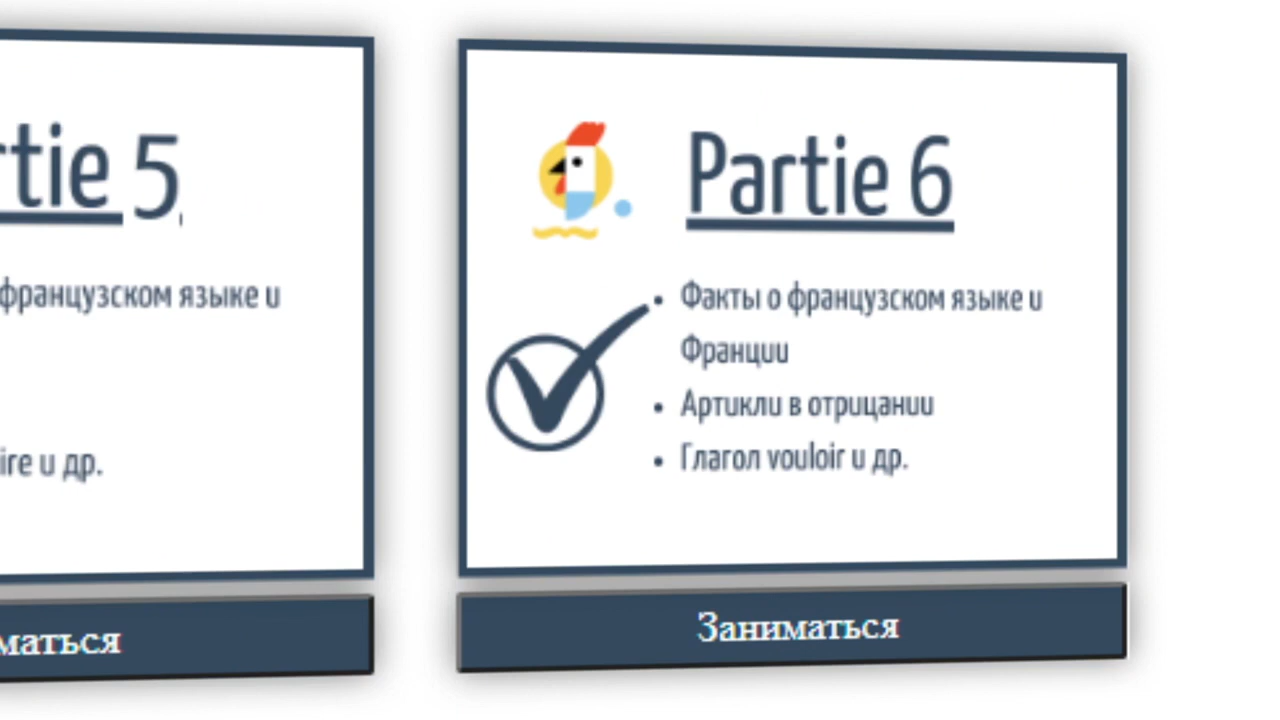 rtie 5
французском языке и
ire и др.
маться
Partie 6
• Факты о французском языке и
Франции
• Артикли в отрицании
• Глагол vouloir и др.
Заниматься